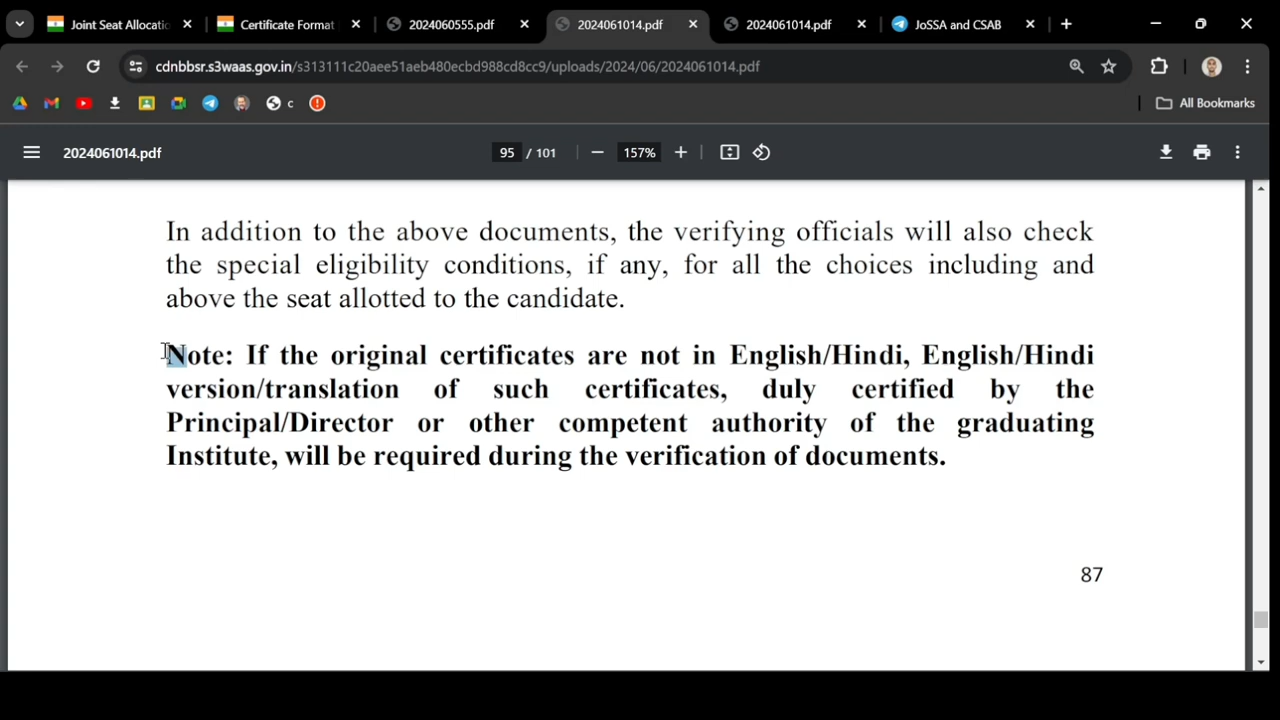 Joint Seat Allocatio
Certificate Format
2024060555.pdf
2024061014.pdf
2024061014.pdf
JoSSA and CSAB
cdnbbsr.s3waas.gov.in/s313111c20aee51aeb480ecbd988cd8cc9/uploads/2024/06/2024061014.pdf
c
All Bookmarks
2024061014.pdf
95 / 101
157%
In addition to the above documents, the verifying officials will also check
the special eligibility conditions, if any, for all the choices including and
above the seat allotted to the candidate.
Note: If the original certificates are not in English/Hindi, English/Hindi
version/translation of such certificates, duly certified by the
Principal/Director or other competent authority of the graduating
Institute, will be required during the verification of documents.
87